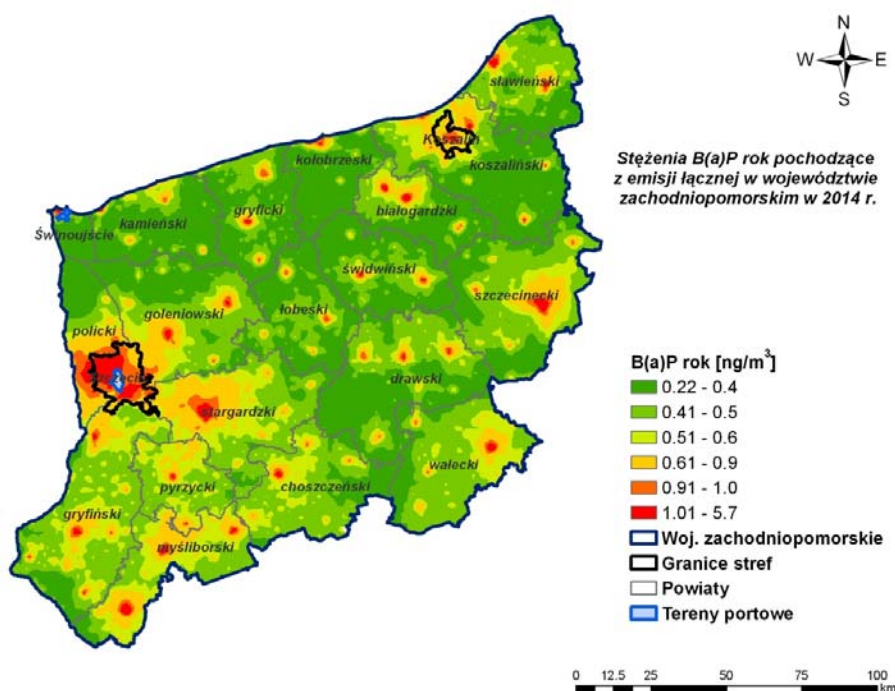 N
W E
S
Stężenia B(a)P rok pochodzące
z emisji łącznej w województwie
zachodniopomorskim w 2014 r.
sławieński
Koszalin
kołobrzeski
koszaliński
białogardzki
kamieński
gryficki
Świnoujście
świdwiński
szczecinecki
łobeski
goleniowski
policki
drawski
Szczecin
stargardzki
wałecki
choszczeński
pyrzycki
gryfiński
myśliborski
B(a)P rok [ng/m³]
0.22 - 0.4
0.41 - 0.5
0.51 - 0.6
0.61 - 0.9
0.91 - 1.0
1.01 - 5.7
Woj. zachodniopomorskie
Granice stref
Powiaty
Tereny portowe
0 12.5 25 50 75 100
km